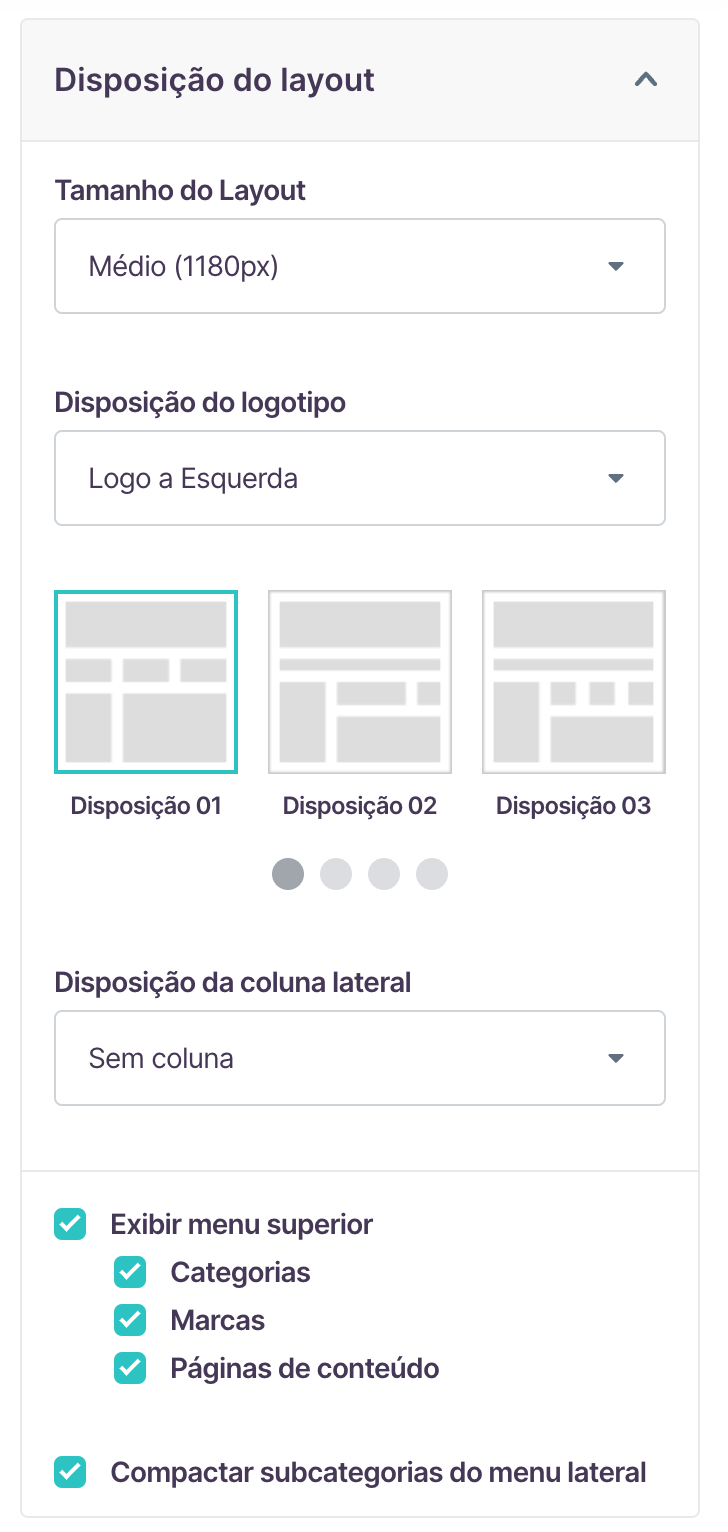 Disposição do layout
Tamanho do Layout
Médio (1180px)
Disposição do logotipo
Logo a Esquerda
Disposição 01 Disposição 02 Disposição 03
Disposição da coluna lateral
Sem coluna
Exibir menu superior
Categorias
Marcas
Páginas de conteúdo
Compactar subcategorias do menu lateral